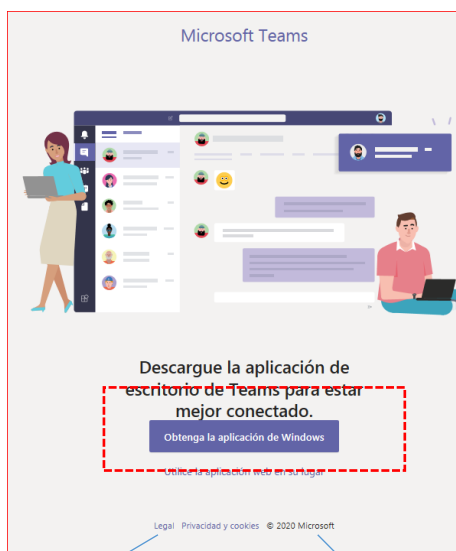 Microsoft Teams
Descargue la aplicación de
escritorio de Teams para estar
mejor conectado.
Obtenga la aplicación de Windows
Utilice la aplicación web en su lugar
Legal Privacidad y cookies © 2020 Microsoft